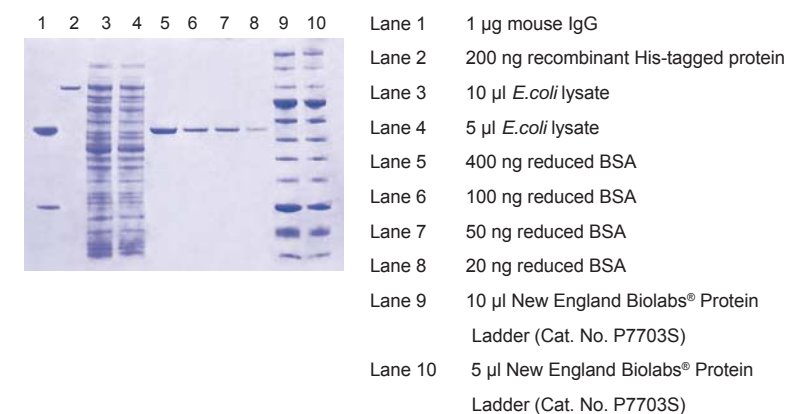 1 2 3 4 5 6 7 8 9 10
Lane 1 1 µg mouse IgG
Lane 2 200 ng recombinant His-tagged protein
Lane 3 10 µl E.coli lysate
Lane 4 5 µl E.coli lysate
Lane 5 400 ng reduced BSA
Lane 6 100 ng reduced BSA
Lane 7 50 ng reduced BSA
Lane 8 20 ng reduced BSA
Lane 9 10 µl New England Biolabs® Protein
Ladder (Cat. No. P7703S)
Lane 10 5 µl New England Biolabs® Protein
Ladder (Cat. No. P7703S)